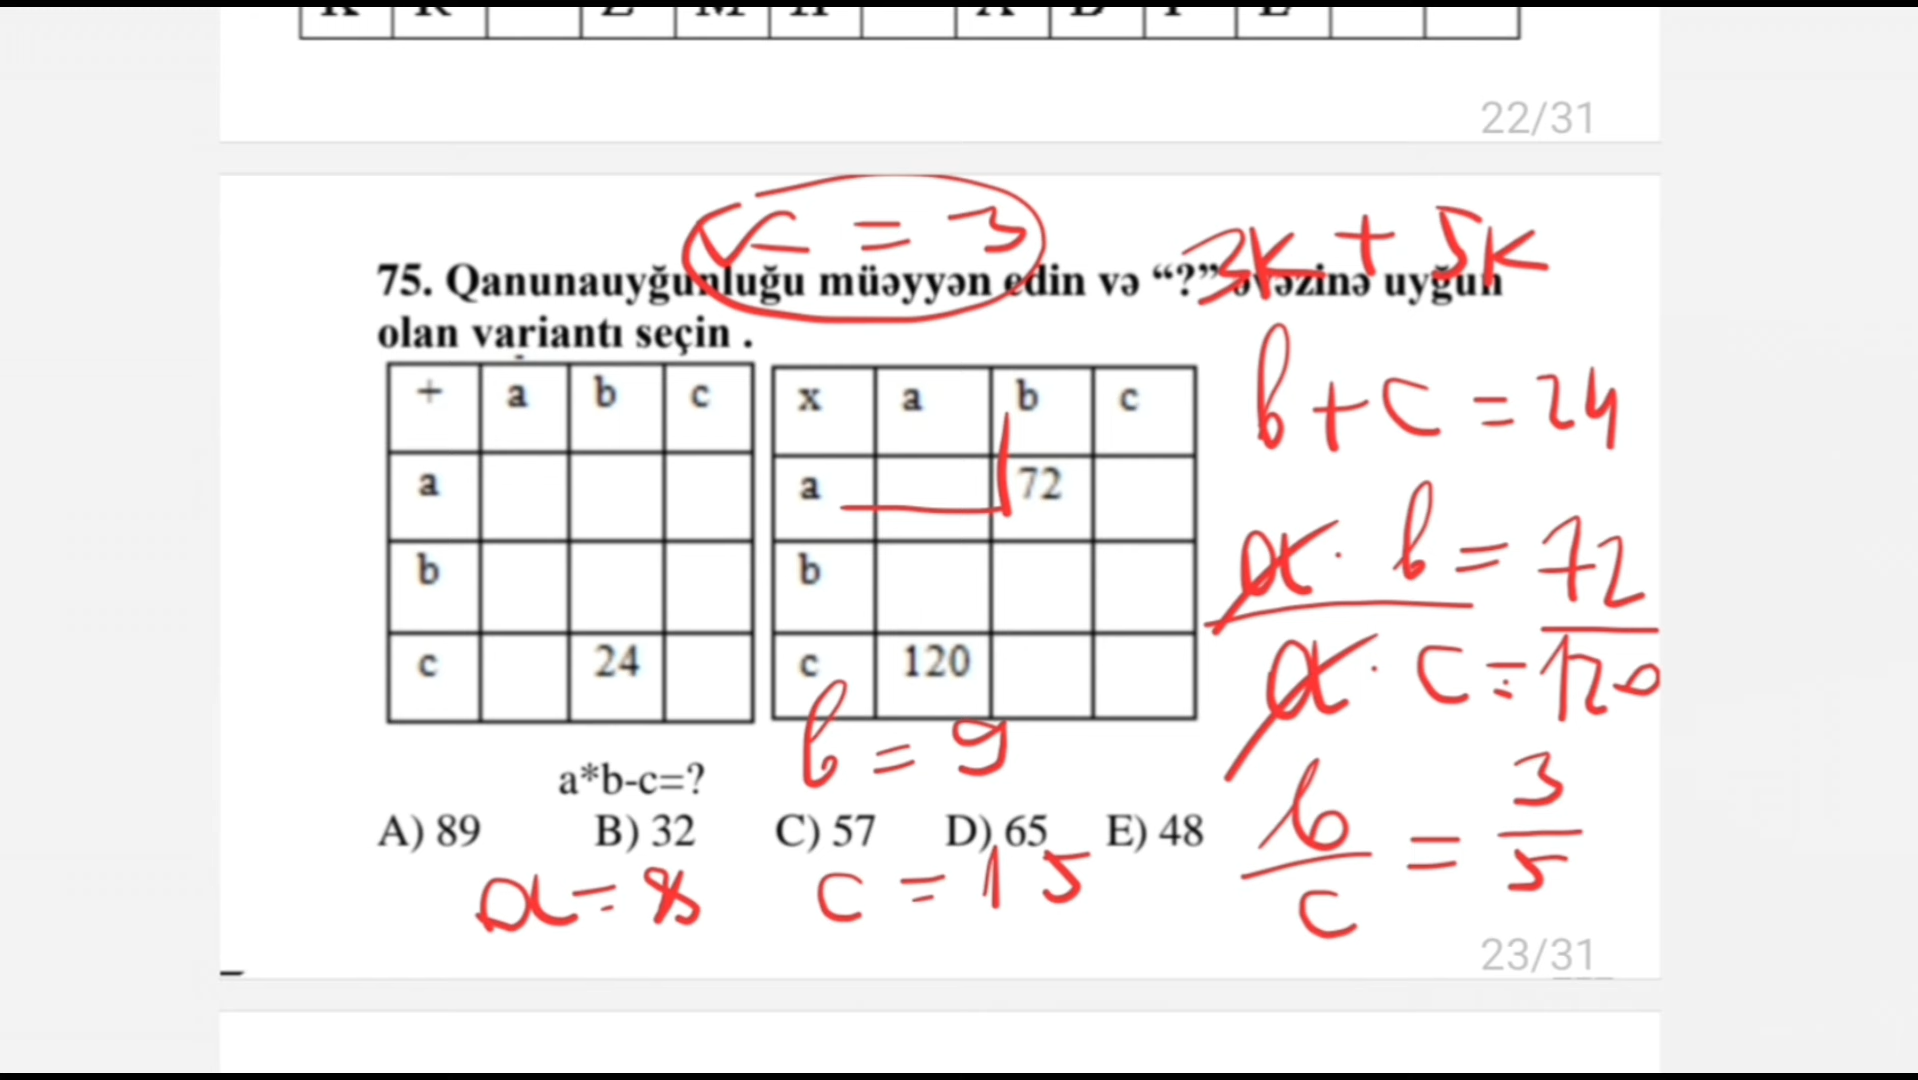 22/31
K = 3
3K + 5K
75. Qanunauyğunluğu müəyyən edin və “?” əvəzinə uyğun
olan variantı seçin .
+ a b c
a
b
c 24
x a b c
a 72
b
c 120
b + c = 24
a · b = 72
a · c = 120
b = 9
b/c = 3/5
a*b-c=?
A) 89 B) 32 C) 57 D) 65 E) 48
a = 8 c = 15
23/31